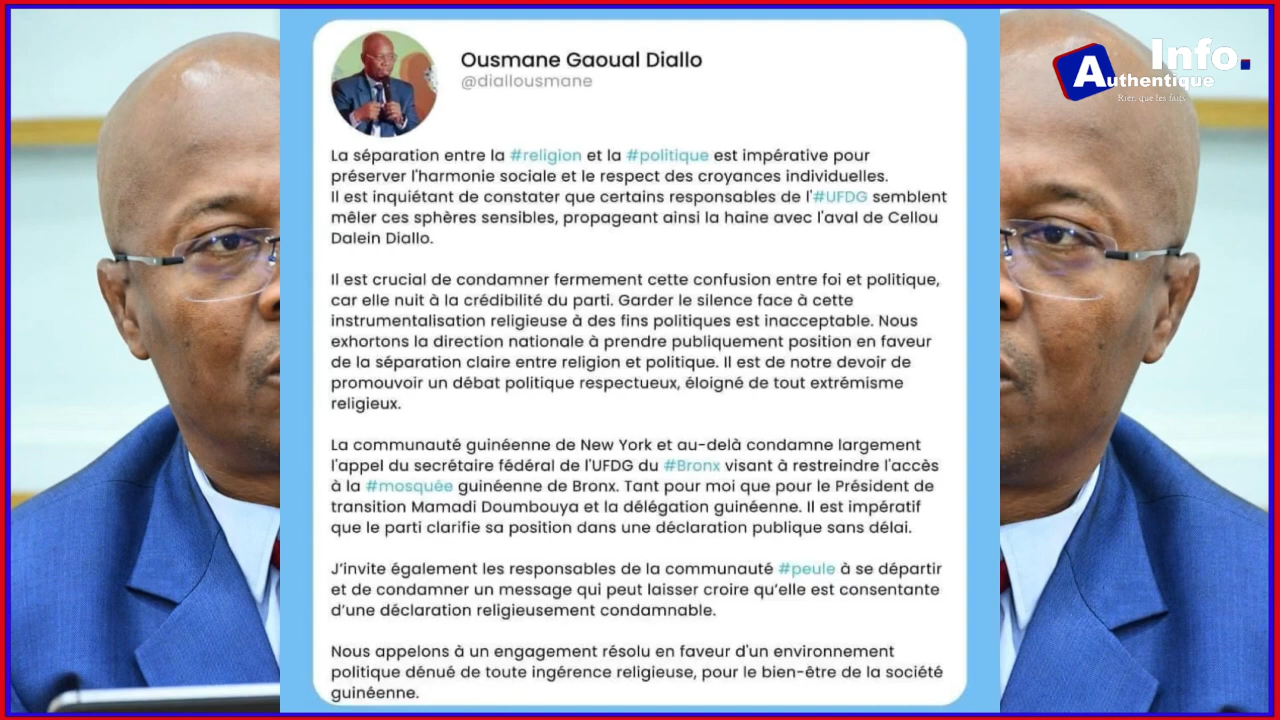 Ousmane Gaoual Diallo
@diallousmane
Info.
Authentique
Rien que les faits
La séparation entre la #religion et la #politique est impérative pour
préserver l'harmonie sociale et le respect des croyances individuelles.
Il est inquiétant de constater que certains responsables de l'#UFDG semblent
mêler ces sphères sensibles, propageant ainsi la haine avec l'aval de Cellou
Dalein Diallo.
Il est crucial de condamner fermement cette confusion entre foi et politique,
car elle nuit à la crédibilité du parti. Garder le silence face à cette
instrumentalisation religieuse à des fins politiques est inacceptable. Nous
exhortons la direction nationale à prendre publiquement position en faveur
de la séparation claire entre religion et politique. Il est de notre devoir de
promouvoir un débat politique respectueux, éloigné de tout extrémisme
religieux.
La communauté guinéenne de New York et au-delà condamne largement
l'appel du secrétaire fédéral de l'UFDG du #Bronx visant à restreindre l'accès
à la #mosquée guinéenne de Bronx. Tant pour moi que pour le Président de
transition Mamadi Doumbouya et la délégation guinéenne. Il est impératif
que le parti clarifie sa position dans une déclaration publique sans délai.
J'invite également les responsables de la communauté #peule à se départir
et de condamner un message qui peut laisser croire qu'elle est consentante
d'une déclaration religieusement condamnable.
Nous appelons à un engagement résolu en faveur d'un environnement
politique dénué de toute ingérence religieuse, pour le bien-être de la société
guinéenne.